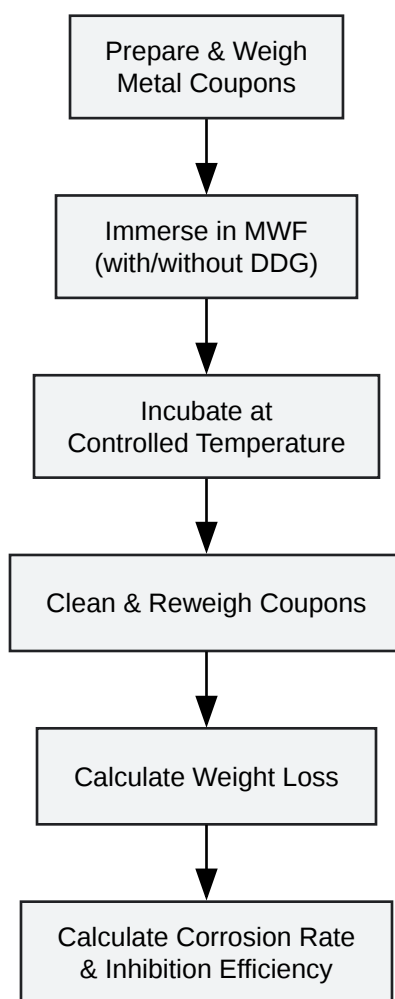 Prepare & Weigh
Metal Coupons
Immerse in MWF
(with/without DDG)
Incubate at
Controlled Temperature
Clean & Reweigh Coupons
Calculate Weight Loss
Calculate Corrosion Rate
& Inhibition Efficiency